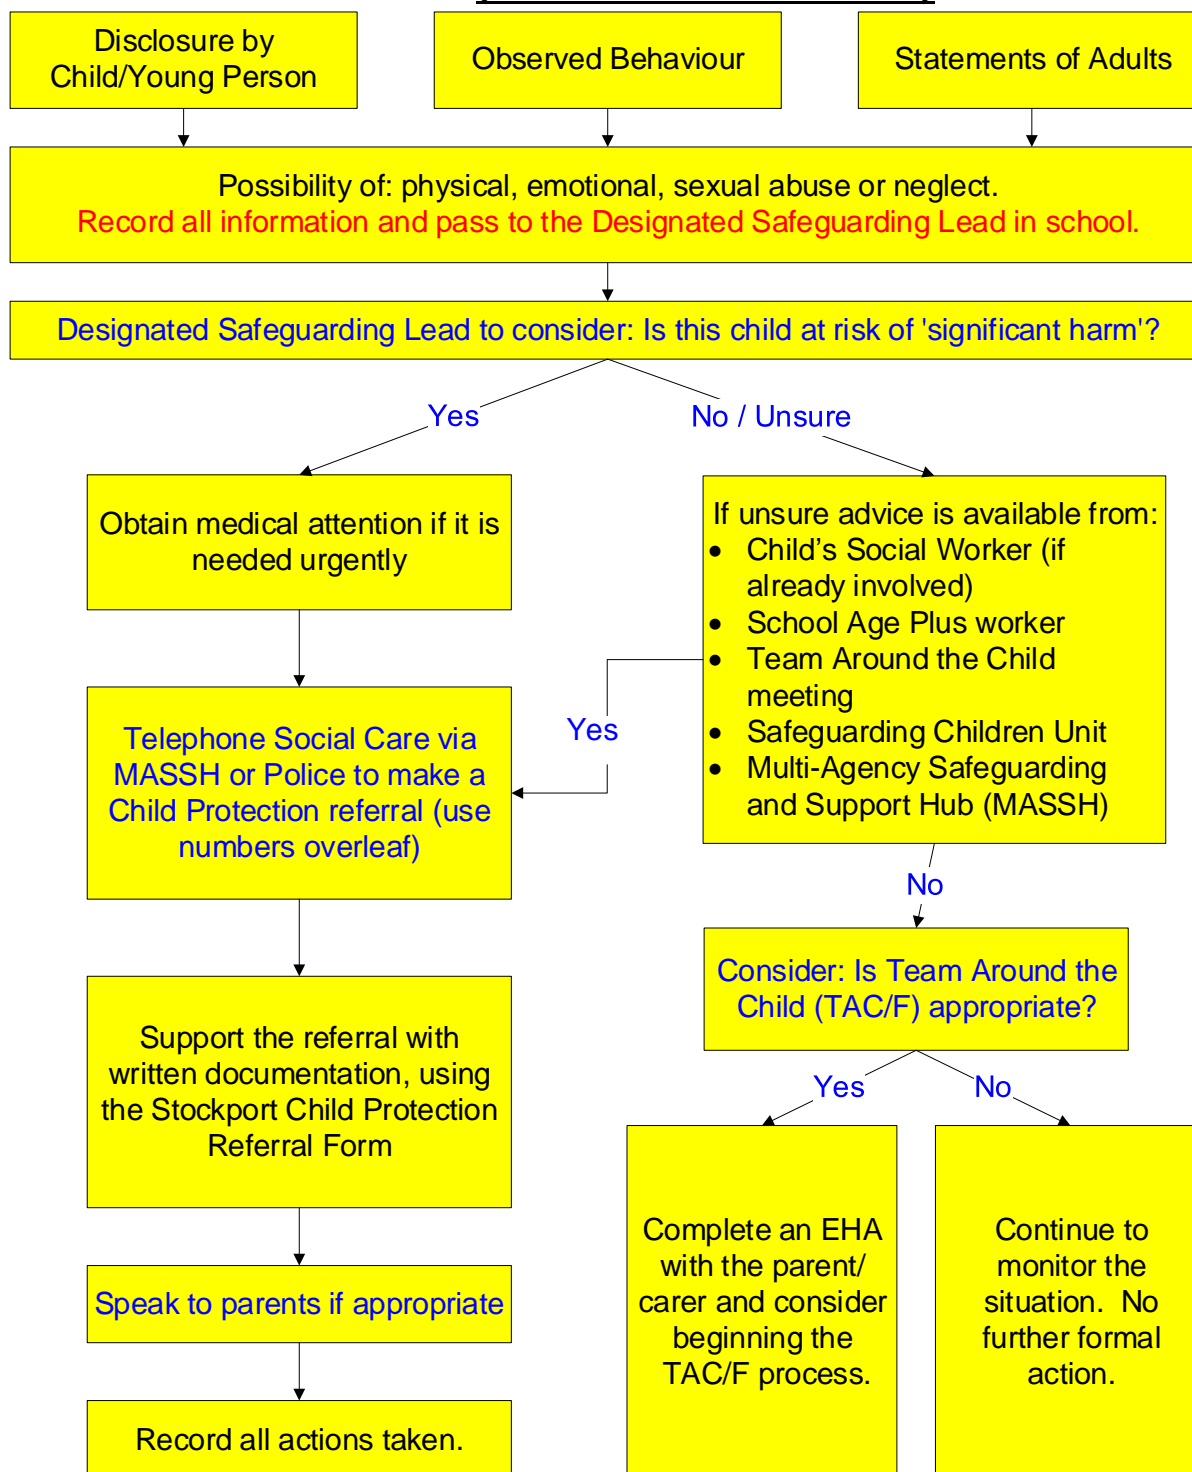 Disclosure by
Child/Young Person
Observed Behaviour
Statements of Adults
Possibility of: physical, emotional, sexual abuse or neglect.
Record all information and pass to the Designated Safeguarding Lead in school.
Designated Safeguarding Lead to consider: Is this child at risk of 'significant harm'?
Yes
No / Unsure
Obtain medical attention if it is
needed urgently
If unsure advice is available from:
• Child's Social Worker (if
already involved)
• School Age Plus worker
• Team Around the Child
meeting
• Safeguarding Children Unit
• Multi-Agency Safeguarding
and Support Hub (MASSH)
Yes
Telephone Social Care via
MASSH or Police to make a
Child Protection referral (use
numbers overleaf)
No
Consider: Is Team Around the
Child (TAC/F) appropriate?
Support the referral with
written documentation, using
the Stockport Child Protection
Referral Form
Yes
No
Speak to parents if appropriate
Complete an EHA
with the parent/
carer and consider
beginning the
TAC/F process.
Continue to
monitor the
situation.  No
further formal
action.
Record all actions taken.